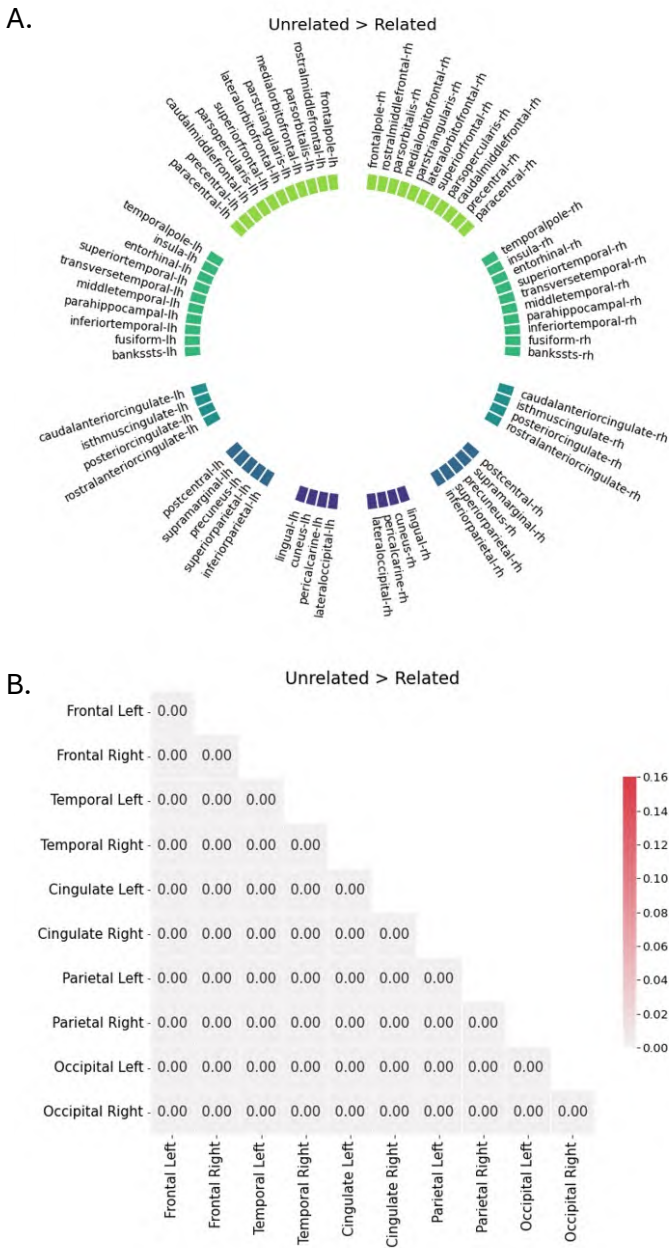 A.
Unrelated > Related
paracentral-lh
precentral-lh
caudalmiddlefrontal-lh
parsopercularis-lh
superiorfrontal-lh
lateralorbitofrontal-lh
parstriangularis-lh
medialorbitofrontal-lh
parsorbitalis-lh
rostralmiddlefrontal-lh
frontalpole-lh
frontalpole-rh
rostralmiddlefrontal-rh
parsorbitalis-rh
medialorbitofrontal-rh
parstriangularis-rh
lateralorbitofrontal-rh
superiorfrontal-rh
parsopercularis-rh
caudalmiddlefrontal-rh
precentral-rh
paracentral-rh
temporalpole-lh
insula-lh
entorhinal-lh
superiortemporal-lh
transversetemporal-lh
middletemporal-lh
parahippocampal-lh
inferiortemporal-lh
fusiform-lh
bankssts-lh
temporalpole-rh
insula-rh
entorhinal-rh
superiortemporal-rh
transversetemporal-rh
middletemporal-rh
parahippocampal-rh
inferiortemporal-rh
fusiform-rh
bankssts-rh
caudalanteriorcingulate-lh
isthmuscingulate-lh
posteriorcingulate-lh
rostralanteriorcingulate-lh
caudalanteriorcingulate-rh
isthmuscingulate-rh
posteriorcingulate-rh
rostralanteriorcingulate-rh
postcentral-lh
supramarginal-lh
precuneus-lh
superiorparietal-lh
inferiorparietal-lh
lingual-lh
cuneus-lh
pericalcarine-lh
lateraloccipital-lh
lateraloccipital-rh
pericalcarine-rh
cuneus-rh
lingual-rh
inferiorparietal-rh
superiorparietal-rh
precuneus-rh
supramarginal-rh
postcentral-rh
B.
Unrelated > Related
Frontal Left 0.00
Frontal Right 0.00 0.00
Temporal Left 0.00 0.00 0.00
Temporal Right 0.00 0.00 0.00 0.00
Cingulate Left 0.00 0.00 0.00 0.00 0.00
Cingulate Right 0.00 0.00 0.00 0.00 0.00 0.00
Parietal Left 0.00 0.00 0.00 0.00 0.00 0.00 0.00
Parietal Right 0.00 0.00 0.00 0.00 0.00 0.00 0.00 0.00
Occipital Left 0.00 0.00 0.00 0.00 0.00 0.00 0.00 0.00 0.00
Occipital Right 0.00 0.00 0.00 0.00 0.00 0.00 0.00 0.00 0.00 0.00
Frontal Left
Frontal Right
Temporal Left
Temporal Right
Cingulate Left
Cingulate Right
Parietal Left
Parietal Right
Occipital Left
Occipital Right
0.16
0.14
0.12
0.10
0.08
0.06
0.04
0.02
0.00